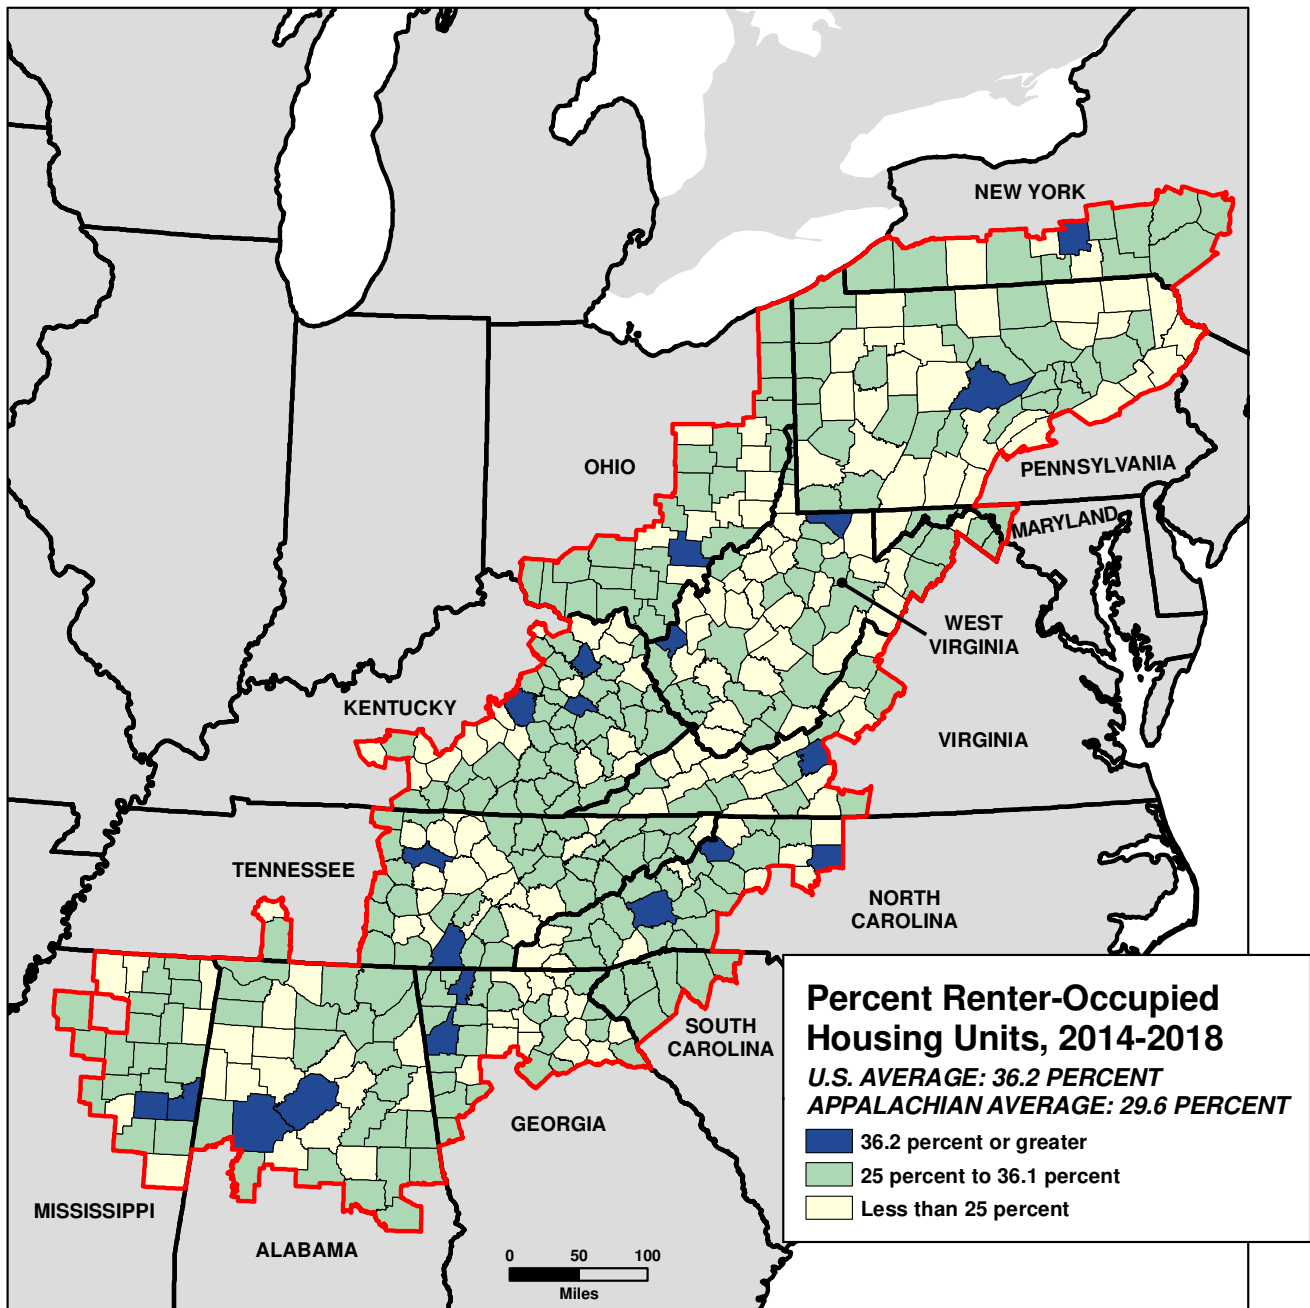 NEW YORK
OHIO
PENNSYLVANIA
MARYLAND
WEST
VIRGINIA
KENTUCKY
VIRGINIA
TENNESSEE
NORTH
CAROLINA
SOUTH
CAROLINA
GEORGIA
MISSISSIPPI
ALABAMA
0 50 100
Miles
Percent Renter-Occupied
Housing Units, 2014-2018
U.S. AVERAGE: 36.2 PERCENT
APPALACHIAN AVERAGE: 29.6 PERCENT
36.2 percent or greater
25 percent to 36.1 percent
Less than 25 percent